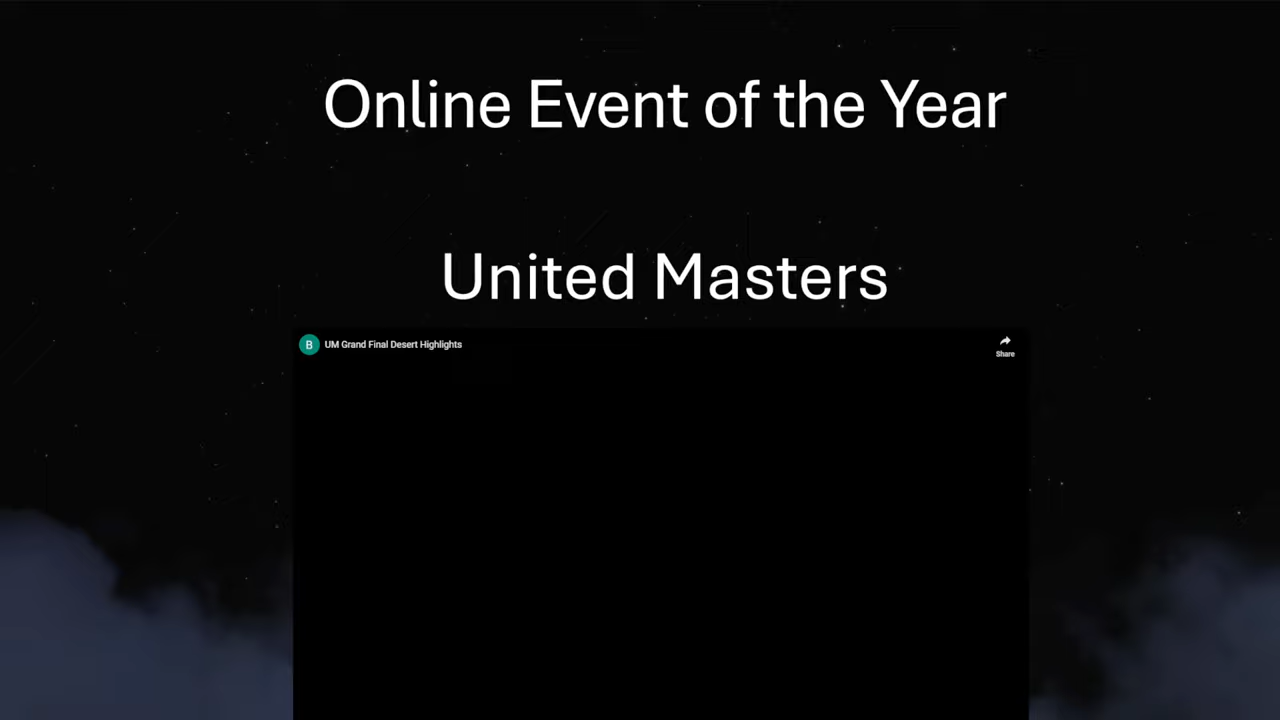 Online Event of the Year
United Masters
B UM Grand Final Desert Highlights
Share